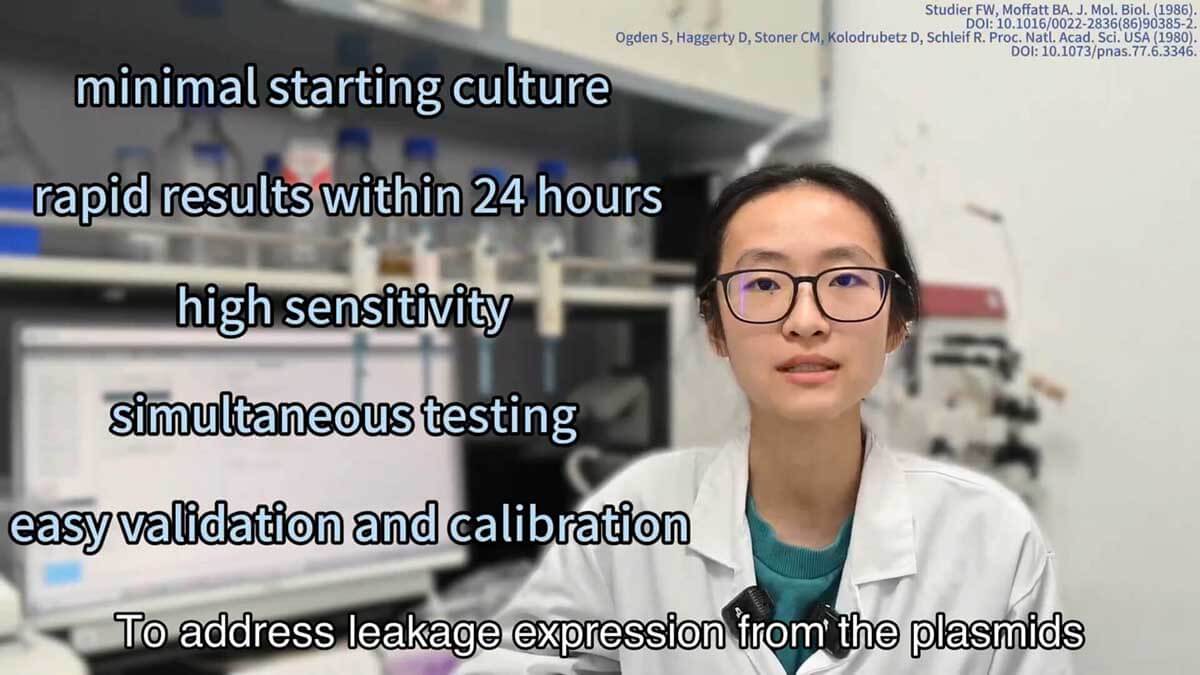 Studier FW, Moffatt BA. J. Mol. Biol. (1986).
DOI: 10.1016/0022-2836(86)90385-2.
Ogden S, Haggerty D, Stoner CM, Kolodrubetz D, Schleif R. Proc. Natl. Acad. Sci. USA (1980).
DOI: 10.1073/pnas.77.6.3346.
minimal starting culture
rapid results within 24 hours
high sensitivity
simultaneous testing
easy validation and calibration
To address leakage expression from the plasmids